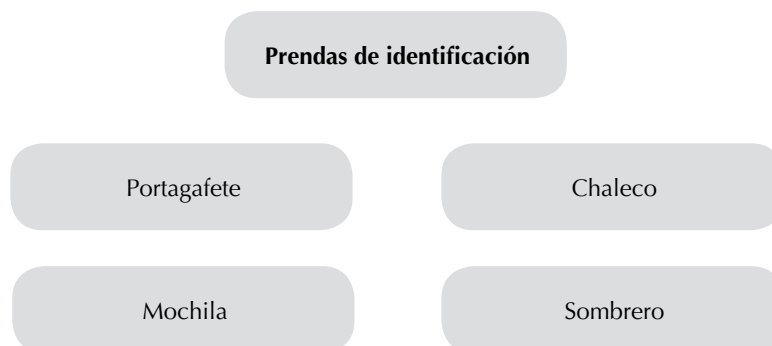 Prendas de identificación
Portagafete
Chaleco
Mochila
Sombrero